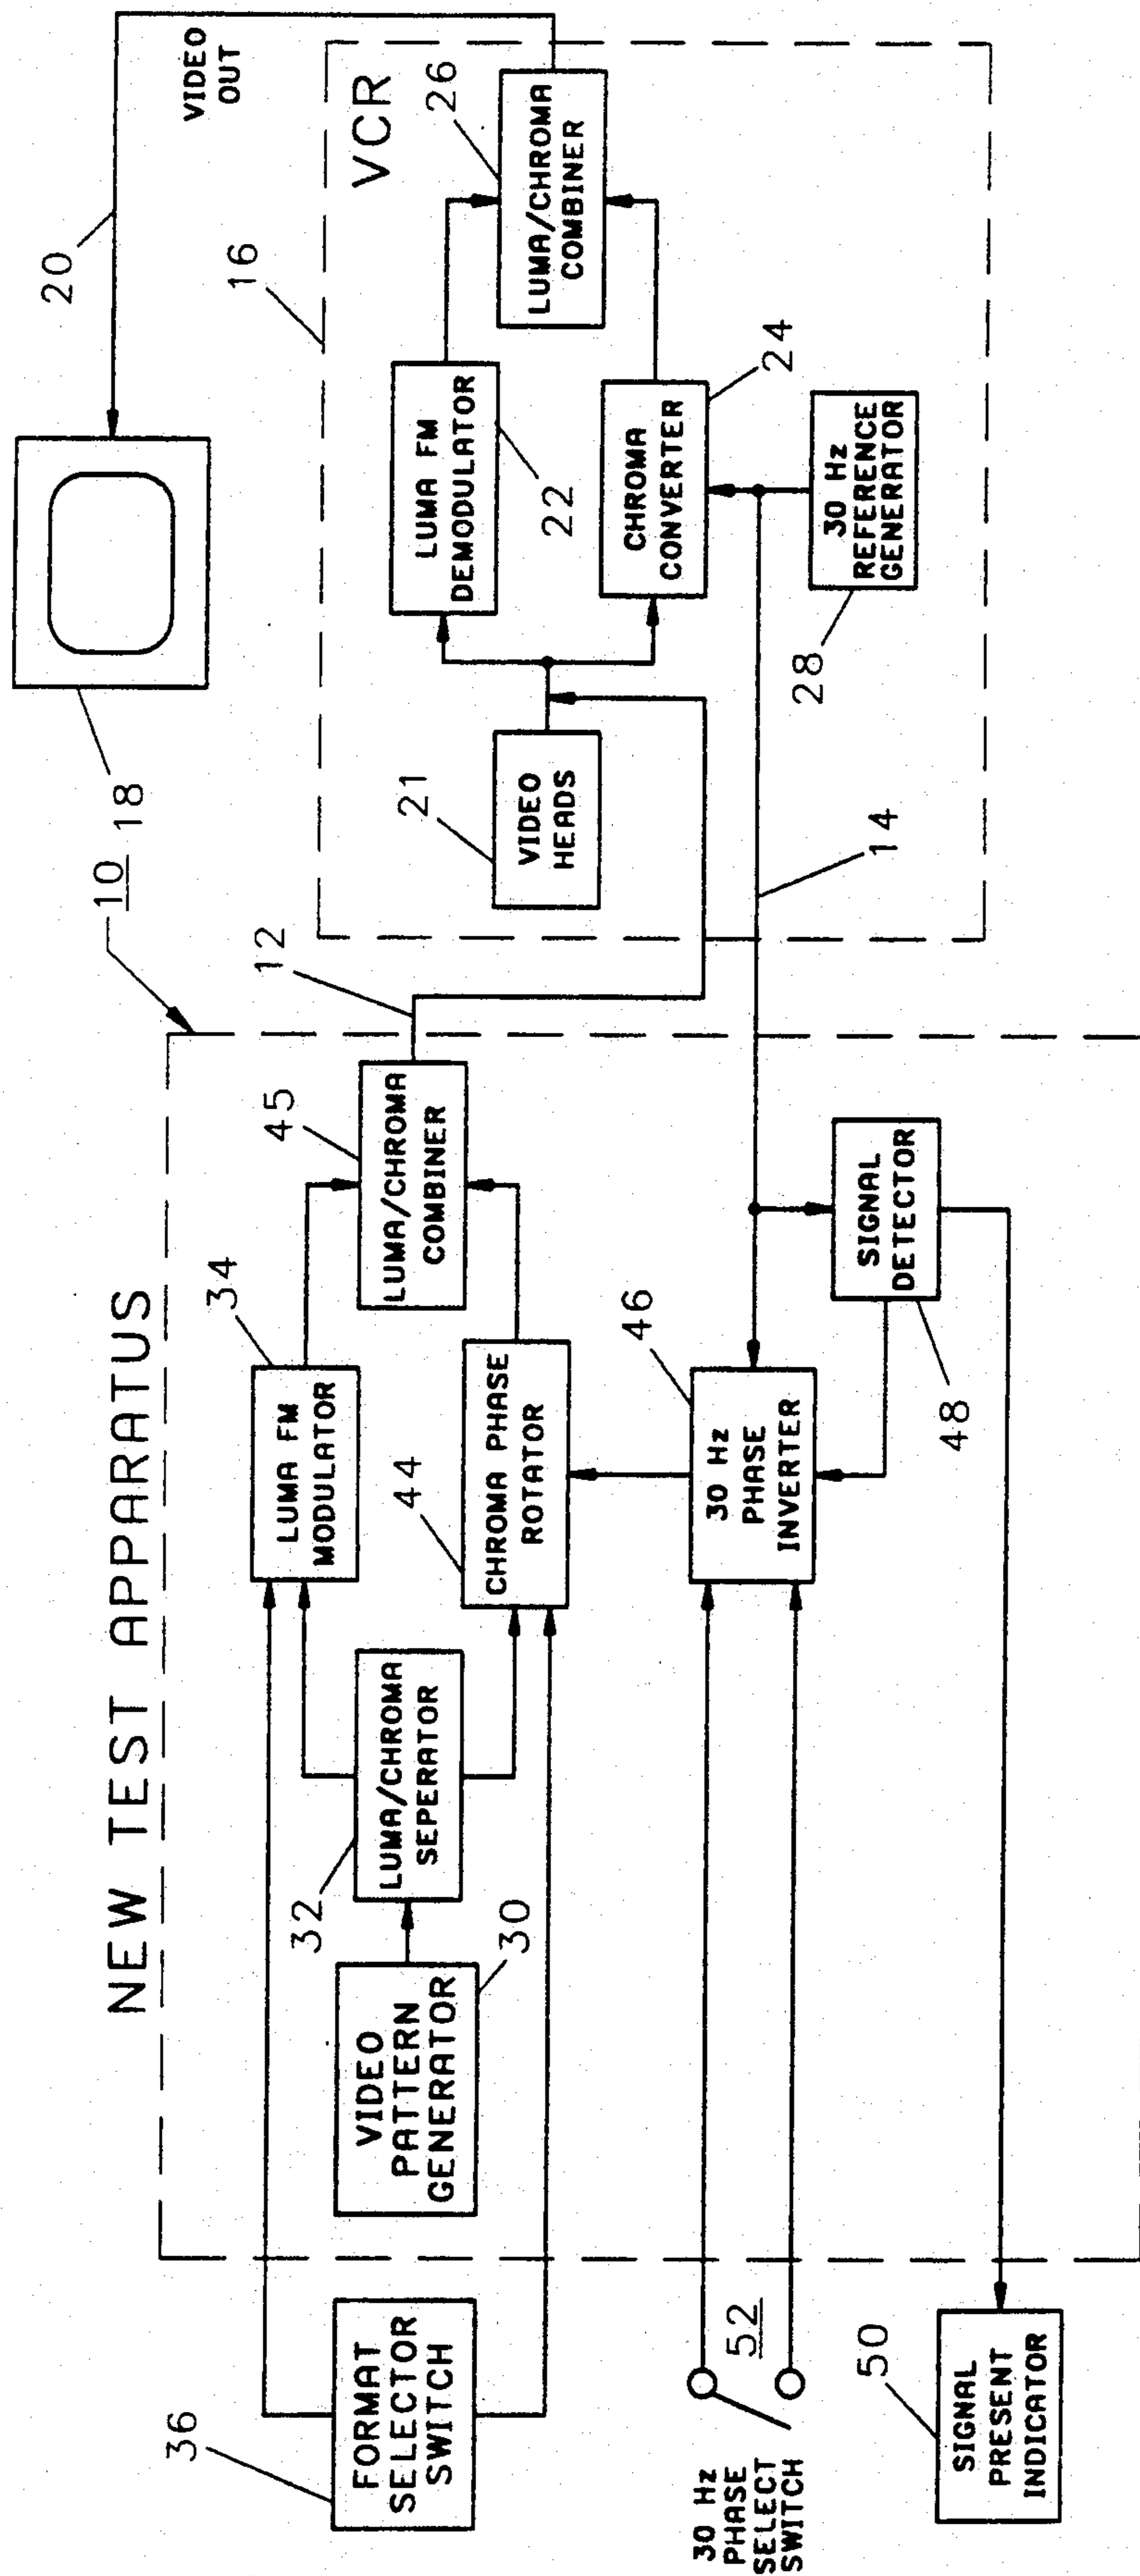 NEW TEST APPARATUS
10
18
20
VIDEO
OUT
16
VCR
36
FORMAT
SELECTOR
SWITCH
VIDEO
PATTERN
GENERATOR
30
32
LUMA/CHROMA
SEPERATOR
34
LUMA FM
MODULATOR
44
CHROMA PHASE
ROTATOR
45
LUMA/CHROMA
COMBINER
12
21
VIDEO
HEADS
LUMA FM
DEMODULATOR
22
26
LUMA/CHROMA
COMBINER
CHROMA
CONVERTER
24
28
30 Hz
REFERENCE
GENERATOR
14
30 Hz
PHASE
SELECT
SWITCH
52
46
30 Hz
PHASE
INVERTER
SIGNAL
DETECTOR
48
50
SIGNAL
PRESENT
INDICATOR